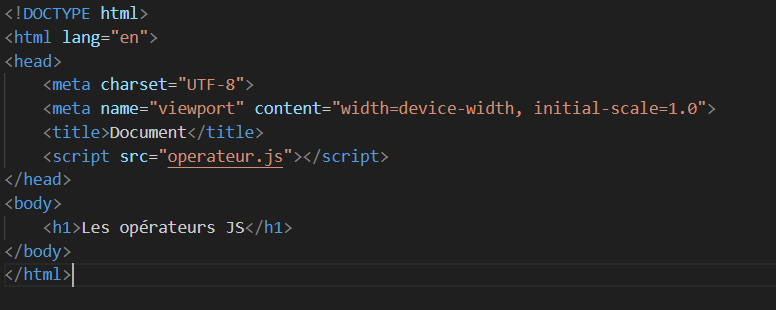 <!DOCTYPE html>
<html lang="en">
<head>
    <meta charset="UTF-8">
    <meta name="viewport" content="width=device-width, initial-scale=1.0">
    <title>Document</title>
    <script src="operateur.js"></script>
</head>
<body>
    <h1>Les opérateurs JS</h1>
</body>
</html>